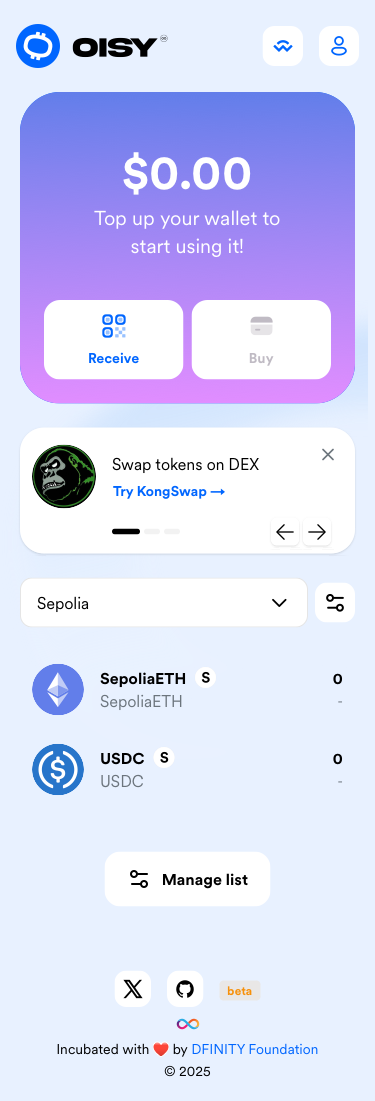 OISY
$0.00
Top up your wallet to
start using it!
Receive
Buy
Swap tokens on DEX
Try KongSwap →
Sepolia
SepoliaETH S
0
SepoliaETH
-
USDC S
0
USDC
-
Manage list
beta
Incubated with ❤️ by DFINITY Foundation
© 2025